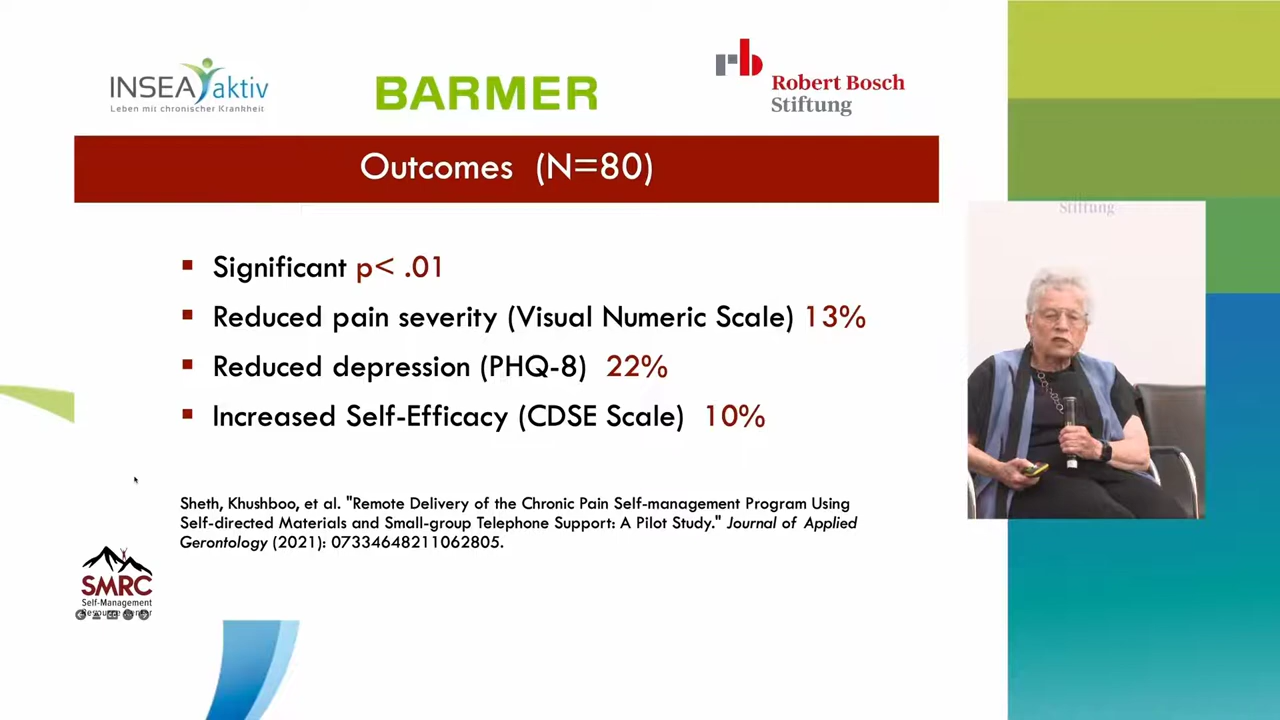 INSEA aktiv
Leben mit chronischer Krankheit
BARMER
rb
Robert Bosch
Stiftung
Outcomes (N=80)
Significant p< .01
Reduced pain severity (Visual Numeric Scale) 13%
Reduced depression (PHQ-8) 22%
Increased Self-Efficacy (CDSE Scale) 10%
Sheth, Khushboo, et al. "Remote Delivery of the Chronic Pain Self-management Program Using
Self-directed Materials and Small-group Telephone Support: A Pilot Study." Journal of Applied
Gerontology (2021): 07334648211062805.
SMRC
Self-Management
Stiftung